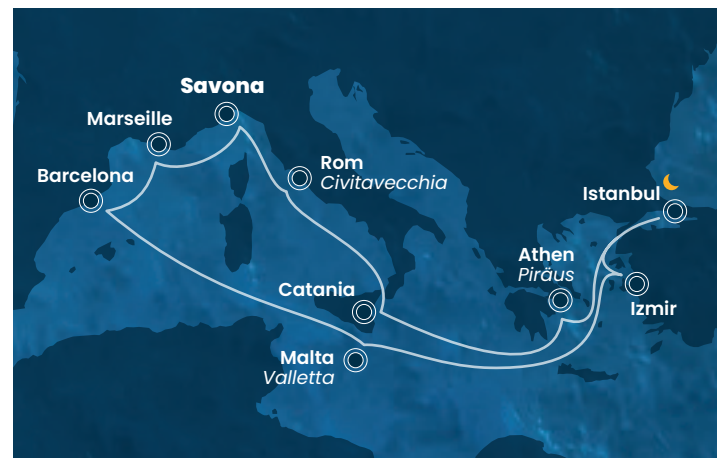 Savona
Marseille
Barcelona
Rom
Civitavecchia
Istanbul
Athen
Piräus
Catania
Izmir
Malta
Valletta